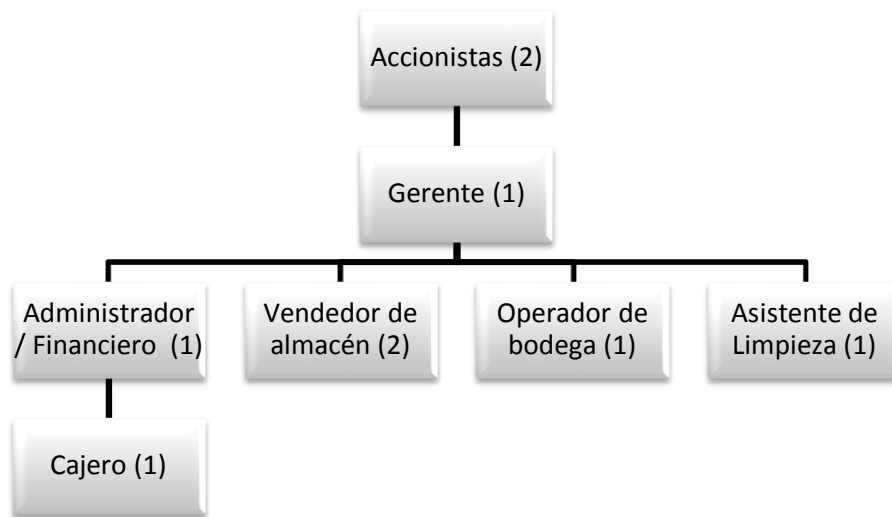 Accionistas (2)
Gerente (1)
Administrador
/ Financiero (1)
Vendedor de
almacén (2)
Operador de
bodega (1)
Asistente de
Limpieza (1)
Cajero (1)